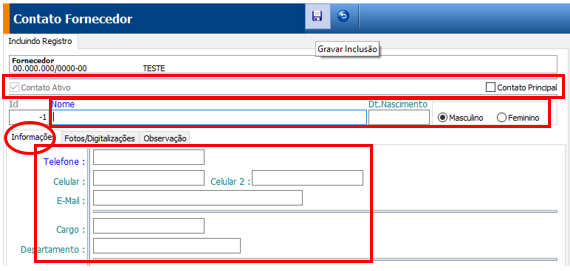 Contato Fornecedor
Gravar Inclusão
Incluindo Registro
Fornecedor
00.000.000/0000-00 TESTE
Contato Ativo Contato Principal
Id Nome Dt.Nascimento
-1 Masculino Feminino
Informações Fotos/Digitalizações Observação
Telefone :
Celular : Celular 2 :
E-Mail :
Cargo :
Departamento :